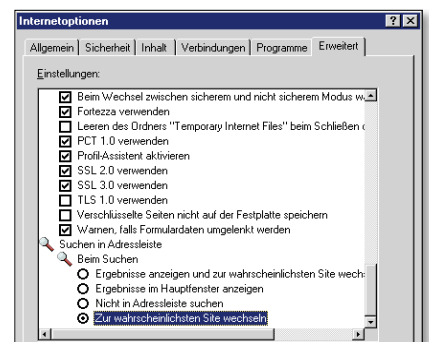 Internetoptionen
Allgemein Sicherheit Inhalt Verbindungen Programme Erweitert
Einstellungen:
Beim Wechsel zwischen sicherem und nicht sicherem Modus
Fortezza verwenden
Leeren des Ordners "Temporary Internet Files" beim Schließen
PCT 1.0 verwenden
Profil-Assistent aktivieren
SSL 2.0 verwenden
SSL 3.0 verwenden
TLS 1.0 verwenden
Verschlüsselte Seiten nicht auf der Festplatte speichern
Warnen, falls Formulardaten umgelenkt werden
Suchen in Adressleiste
Beim Suchen
Ergebnisse anzeigen und zur wahrscheinlichsten Site wech
Ergebnisse im Hauptfenster anzeigen
Nicht in Adressleiste suchen
Zur wahrscheinlichsten Site wechseln